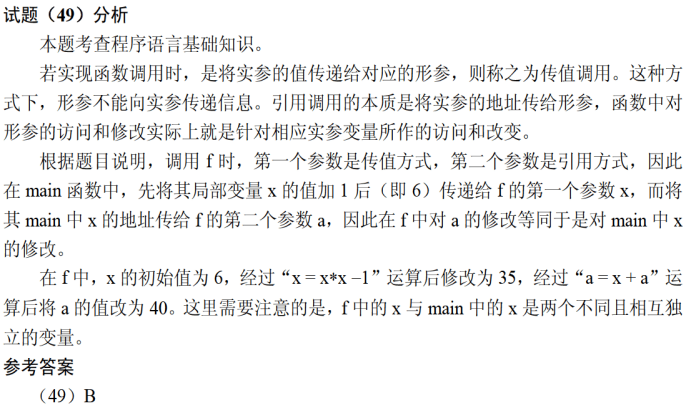 试题（49）分析
本题考查程序语言基础知识。
若实现函数调用时，是将实参的值传递给对应的形参，则称之为传值调用。这种方
式下，形参不能向实参传递信息。引用调用的本质是将实参的地址传给形参，函数中对
形参的访问和修改实际上就是针对相应实参变量所作的访问和改变。
根据题目说明，调用 f 时，第一个参数是传值方式，第二个参数是引用方式，因此
在 main 函数中，先将其局部变量 x 的值加 1 后（即 6）传递给 f 的第一个参数 x，而将
其 main 中 x 的地址传给 f 的第二个参数 a，因此在 f 中对 a 的修改等同于是对 main 中 x
的修改。
在 f 中，x 的初始值为 6，经过“x = x*x –1”运算后修改为 35，经过“a = x + a”运
算后将 a 的值改为 40。这里需要注意的是，f 中的 x 与 main 中的 x 是两个不同且相互独
立的变量。
参考答案
（49）B